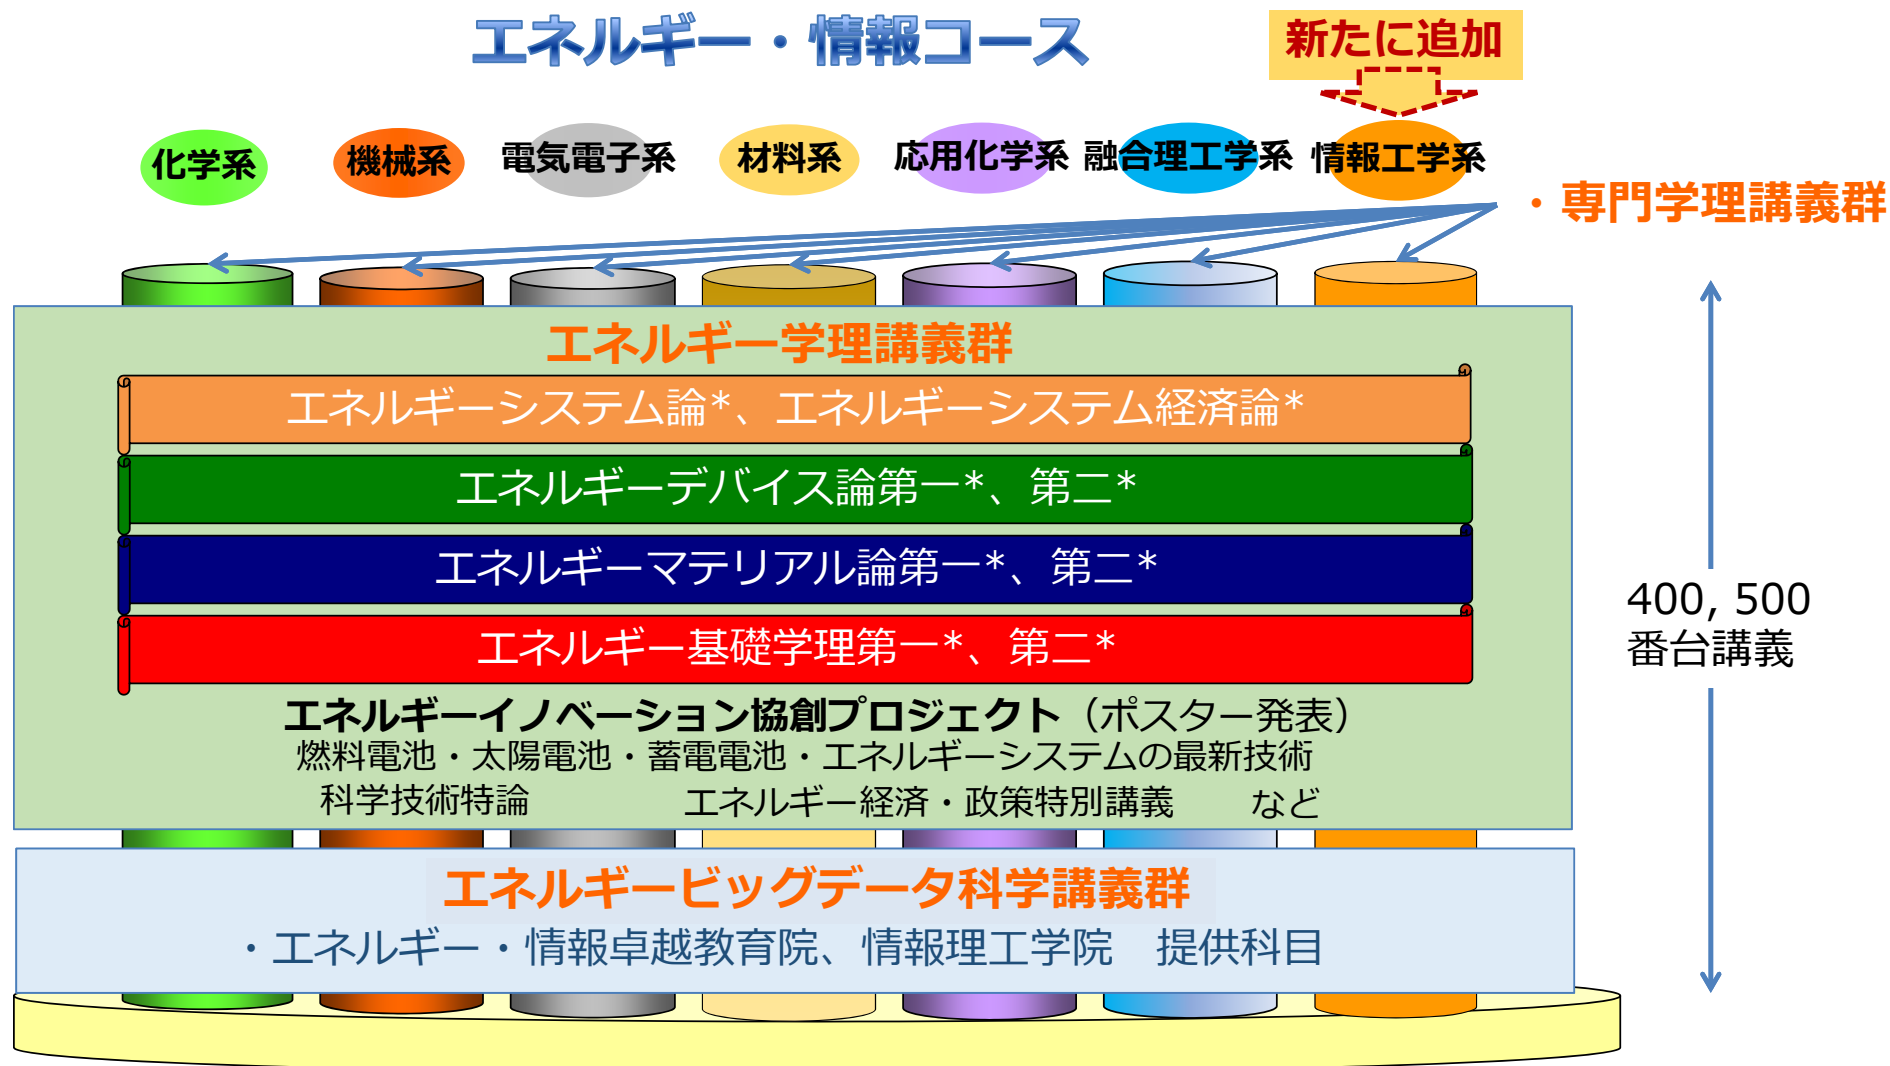 エネルギー・情報コース
新たに追加
化学系
機械系
電気電子系
材料系
応用化学系
融合理工学系
情報工学系
・専門学理講義群
エネルギー学理講義群
エネルギーシステム論*、エネルギーシステム経済論*
エネルギーデバイス論第一*、第二*
エネルギーマテリアル論第一*、第二*
エネルギー基礎学理第一*、第二*
エネルギーイノベーション協創プロジェクト（ポスター発表）
燃料電池・太陽電池・蓄電電池・エネルギーシステムの最新技術
科学技術特論 エネルギー経済・政策特別講義 など
400, 500
番台講義
エネルギービッグデータ科学講義群
・エネルギー・情報卓越教育院、情報理工学院　提供科目